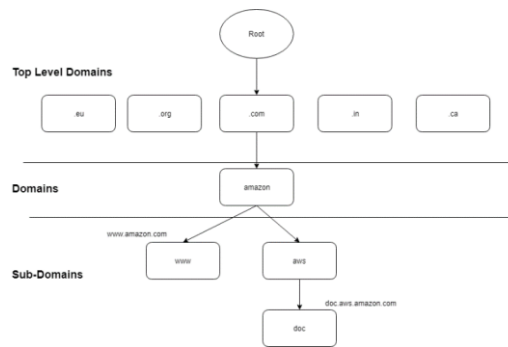 Root
Top Level Domains
.eu
.org
.com
.in
.ca
Domains
amazon
www.amazon.com
www
aws
Sub-Domains
doc.aws.amazon.com
doc